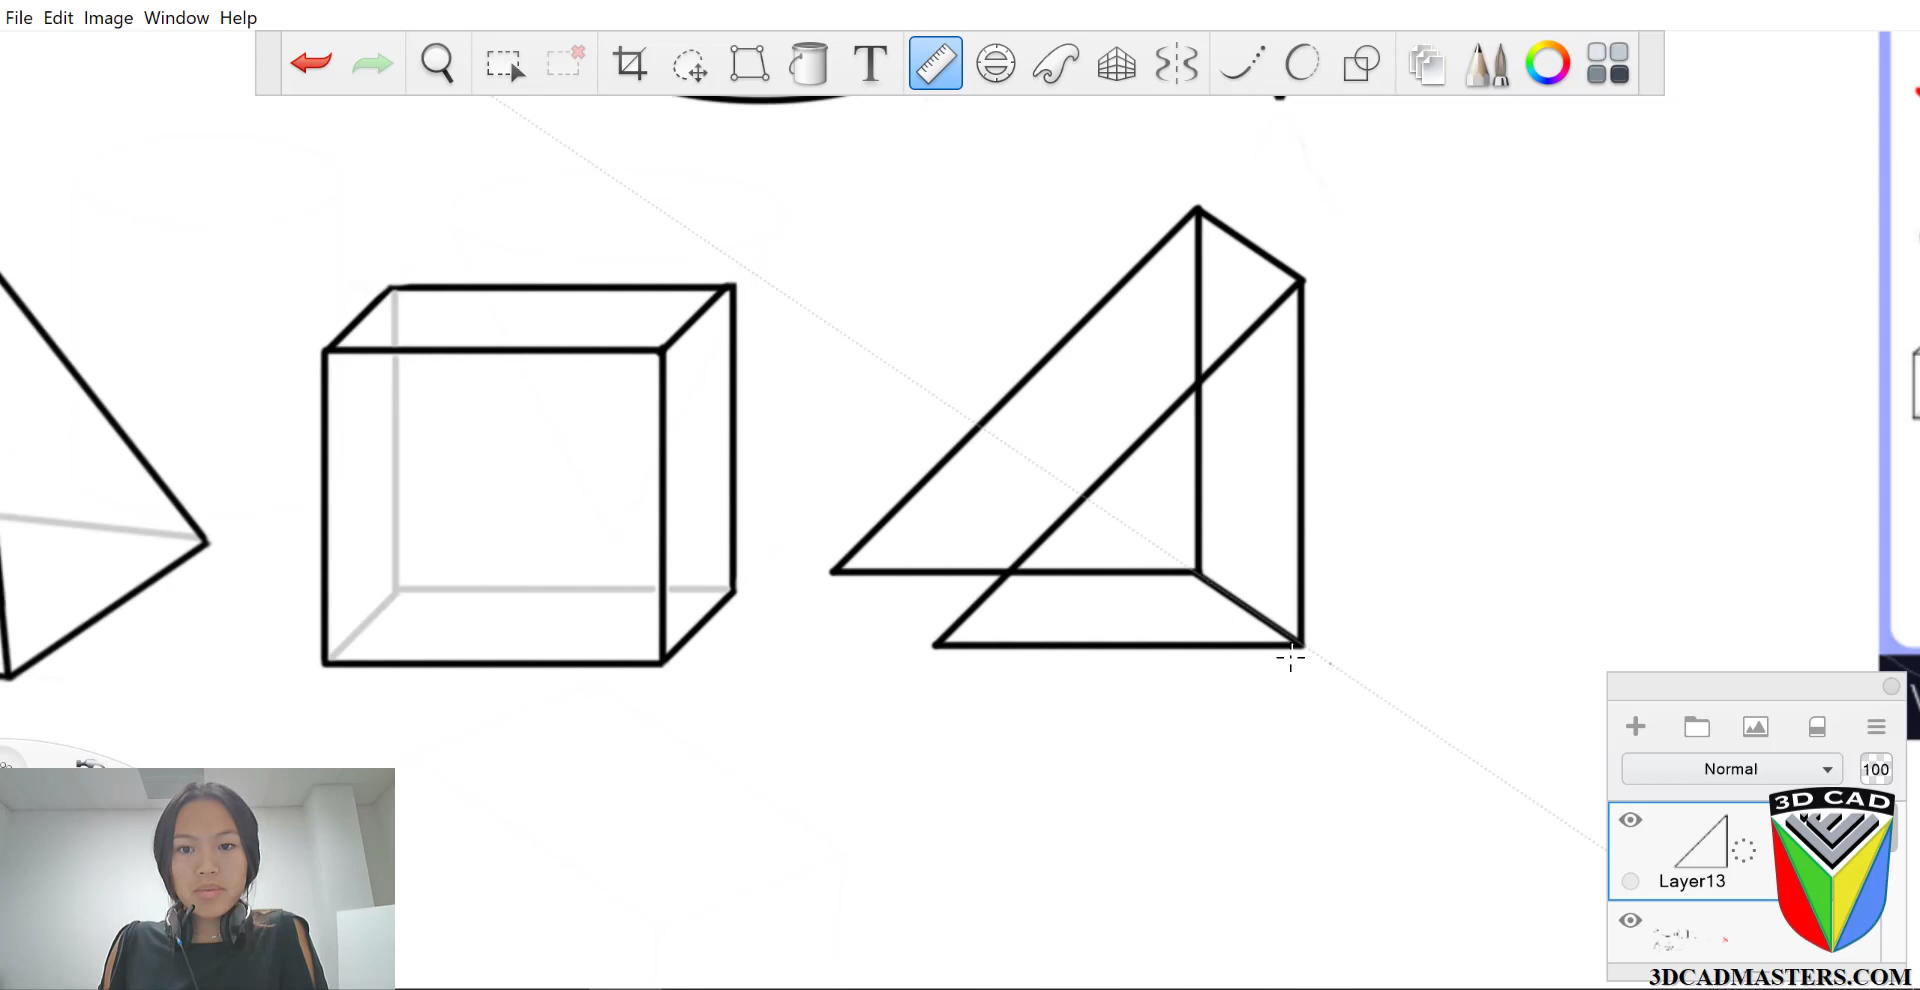 File Edit Image Window Help
T
Normal
100
Layer13
3D CAD
3DCADMASTERS.COM